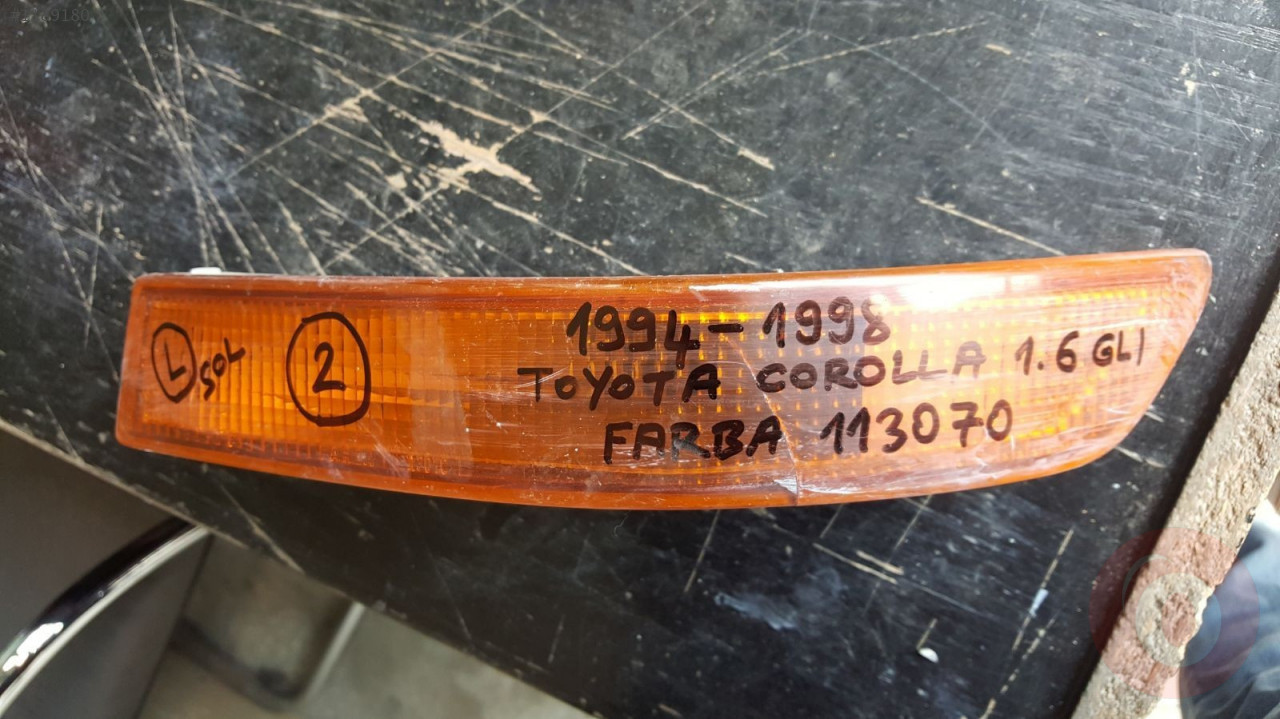 L SOL
2
1994-1998
TOYOTA COROLLA 1.6 GLI
FARBA 113070